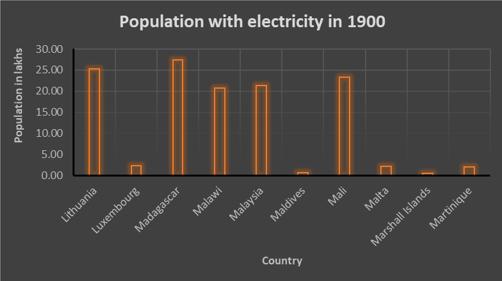 Population with electricity in 1900
Population in lakhs
30.00
25.00
20.00
15.00
10.00
5.00
0.00
Lithuania
Luxembourg
Madagascar
Malawi
Malaysia
Maldives
Mali
Malta
Marshall Islands
Martinique
Country